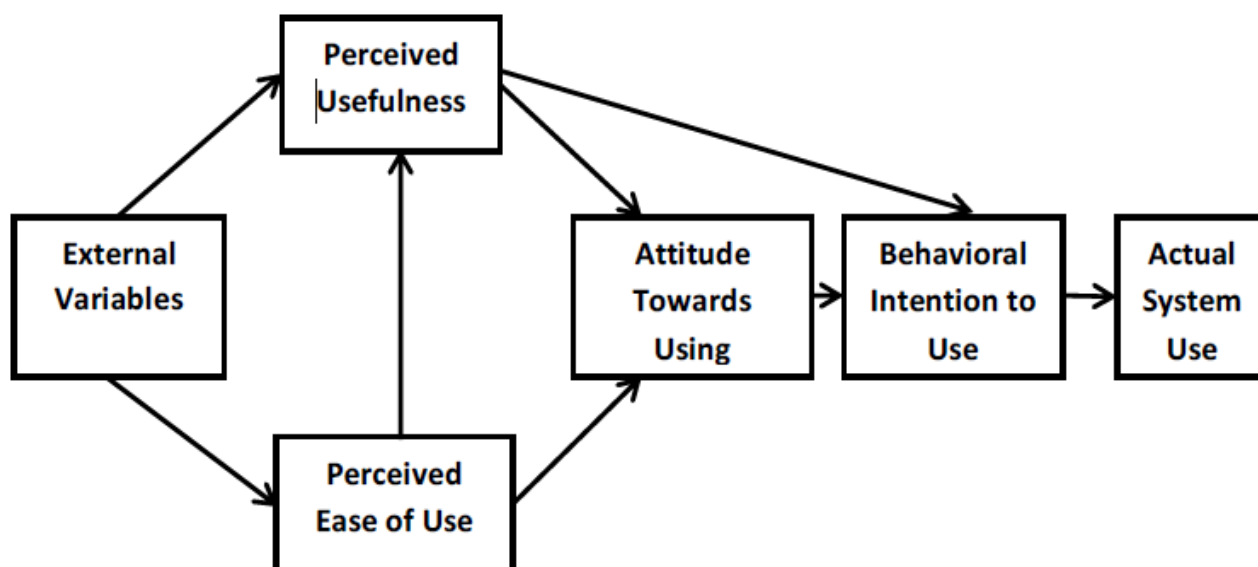 Perceived
Usefulness
External
Variables
Attitude
Towards
Using
Behavioral
Intention to
Use
Actual
System
Use
Perceived
Ease of Use